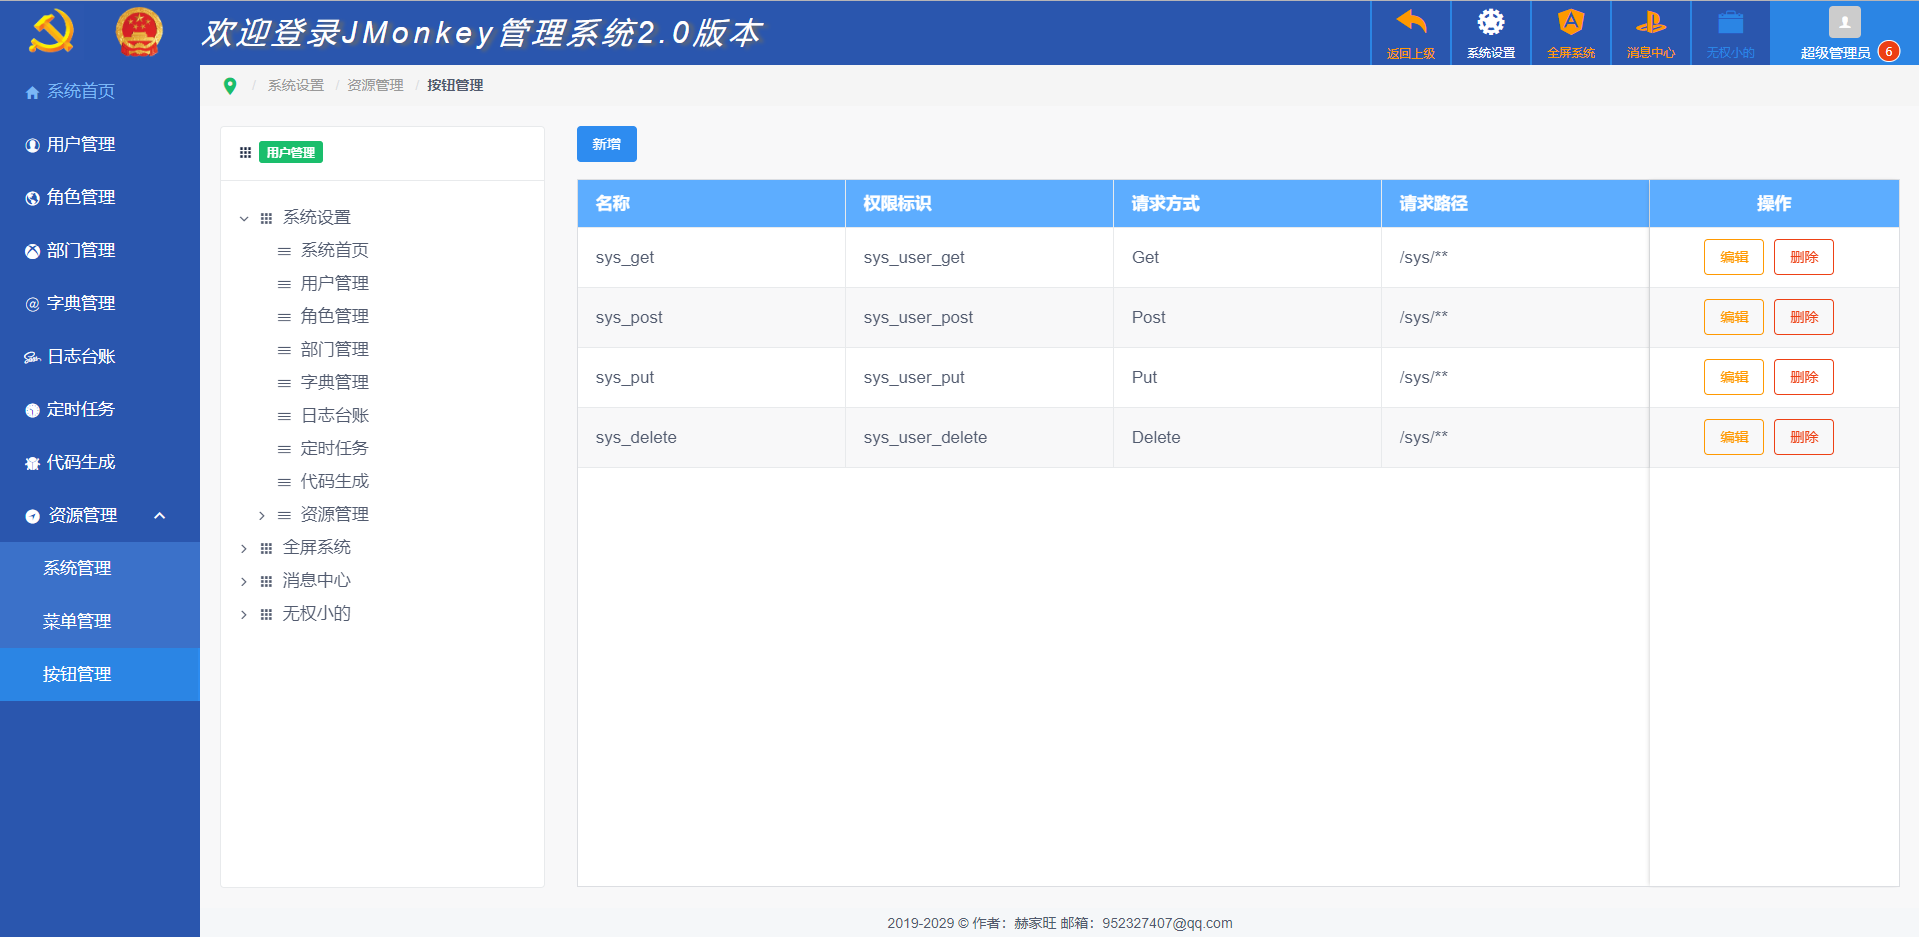 欢迎登录JMonkey管理系统2.0版本
返回上级
系统设置
全屏系统
消息中心
无权小的
超级管理员 6
系统首页
用户管理
角色管理
部门管理
字典管理
日志台账
定时任务
代码生成
资源管理
系统管理
菜单管理
按钮管理
/ 系统设置 / 资源管理 / 按钮管理
用户管理
系统设置
系统首页
用户管理
角色管理
部门管理
字典管理
日志台账
定时任务
代码生成
资源管理
全屏系统
消息中心
无权小的
新增
名称 权限标识 请求方式 请求路径 操作
sys_get sys_user_get Get /sys/** 编辑 删除
sys_post sys_user_post Post /sys/** 编辑 删除
sys_put sys_user_put Put /sys/** 编辑 删除
sys_delete sys_user_delete Delete /sys/** 编辑 删除
2019-2029 © 作者：赫家旺 邮箱：952327407@qq.com